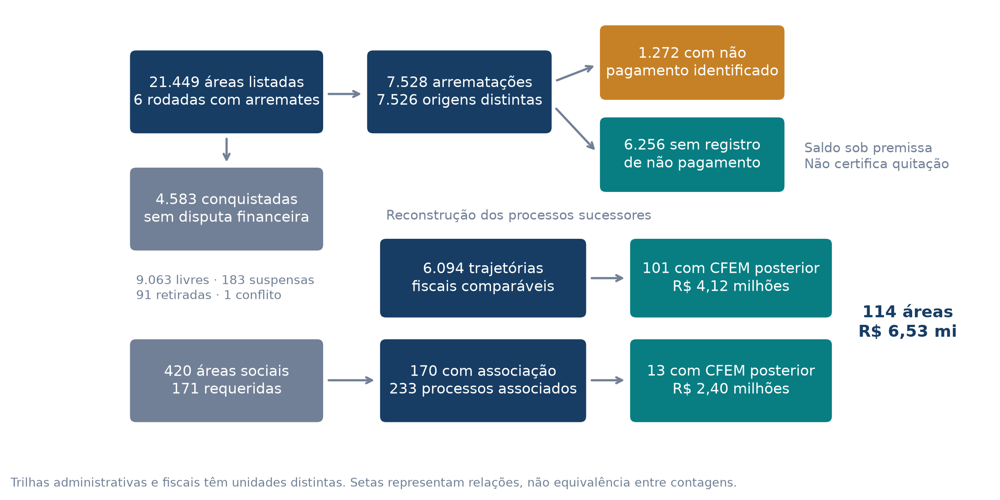 21.449 áreas listadas
6 rodadas com arremates
7.528 arrematações
7.526 origens distintas
1.272 com não
pagamento identificado
6.256 sem registro
de não pagamento
Saldo sob premissa
Não certifica quitação
4.583 conquistadas
sem disputa financeira
9.063 livres · 183 suspensas
91 retiradas · 1 conflito
Reconstrução dos processos sucessores
6.094 trajetórias
fiscais comparáveis
101 com CFEM posterior
R$ 4,12 milhões
114 áreas
R$ 6,53 mi
420 áreas sociais
171 requeridas
170 com associação
233 processos associados
13 com CFEM posterior
R$ 2,40 milhões
Trilhas administrativas e fiscais têm unidades distintas. Setas representam relações, não equivalência entre contagens.